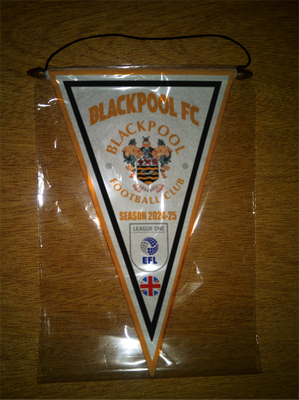 BLACKPOOL FC
BLACKPOOL
FOOTBALL CLUB
SEASON 2024-25
LEAGUE ONE
EFL